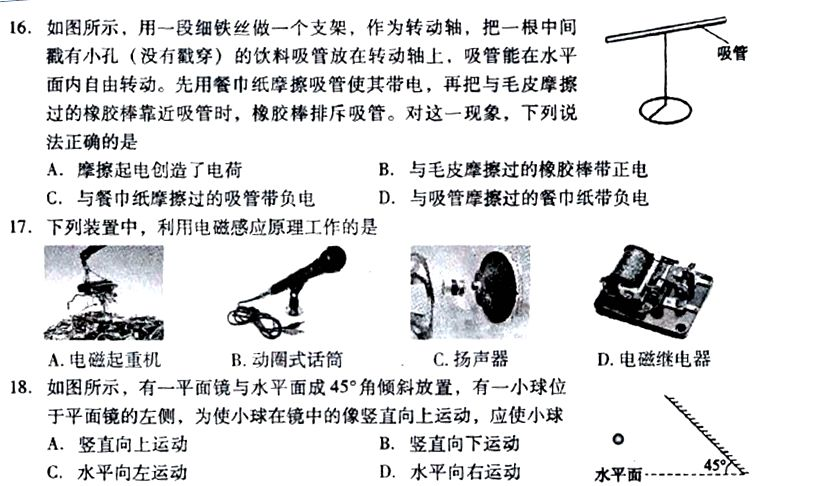 16. 如图所示，用一段细铁丝做一个支架，作为转动轴，把一根中间
戳有小孔（没有戳穿）的饮料吸管放在转动轴上，吸管能在水平
面内自由转动。先用餐巾纸摩擦吸管使其带电，再把与毛皮摩擦
过的橡胶棒靠近吸管时，橡胶棒排斥吸管。对这一现象，下列说
法正确的是
吸管
A. 摩擦起电创造了电荷 B. 与毛皮摩擦过的橡胶棒带正电
C. 与餐巾纸摩擦过的吸管带负电 D. 与吸管摩擦过的餐巾纸带负电
17. 下列装置中，利用电磁感应原理工作的是
A. 电磁起重机 B. 动圈式话筒 C. 扬声器 D. 电磁继电器
18. 如图所示，有一平面镜与水平面成45°角倾斜放置，有一小球位
于平面镜的左侧，为使小球在镜中的像竖直向上运动，应使小球
A. 竖直向上运动 B. 竖直向下运动
C. 水平向左运动 D. 水平向右运动
水平面 45°